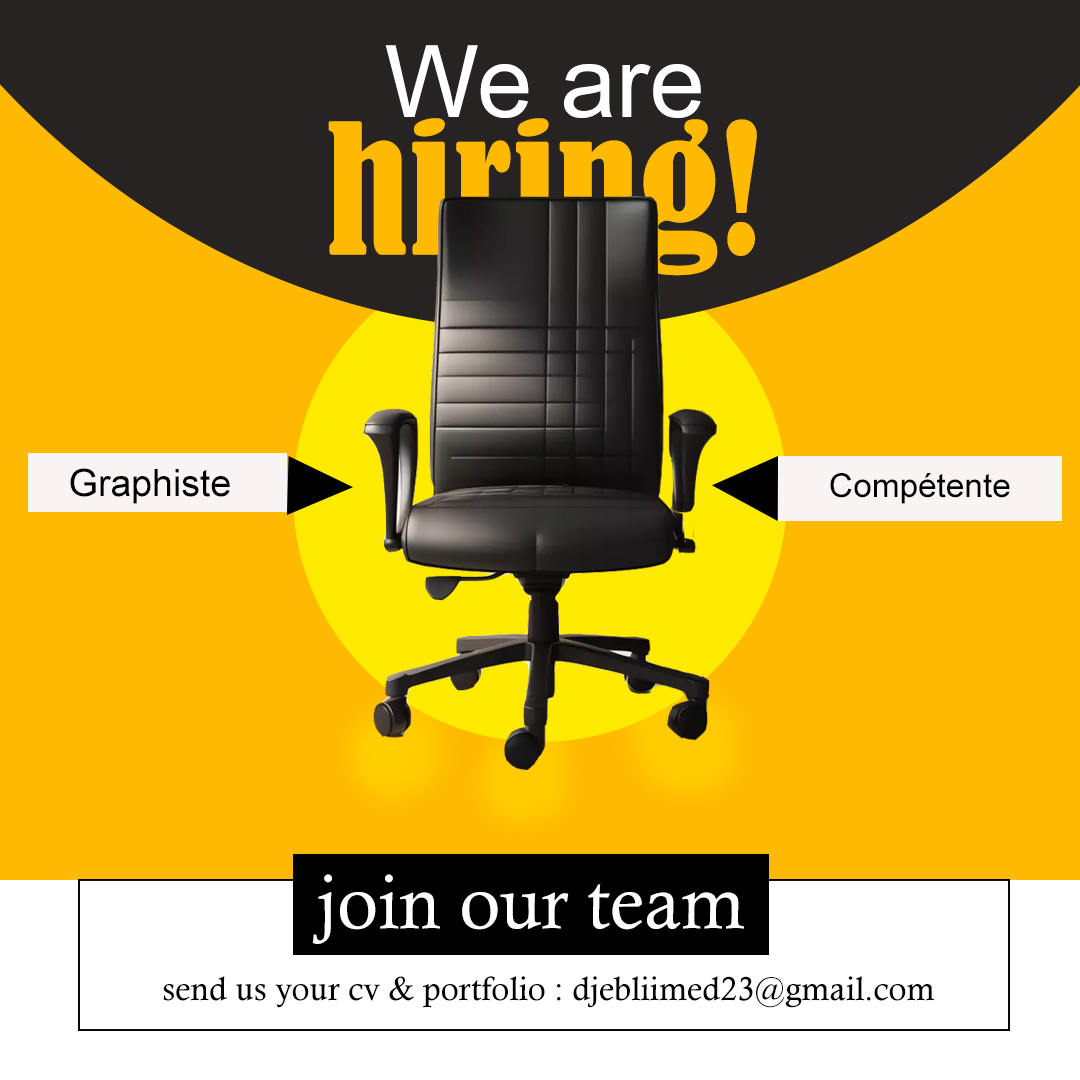 We are
hiring!
Graphiste
Compétente
join our team
send us your cv & portfolio : djebliimed23@gmail.com